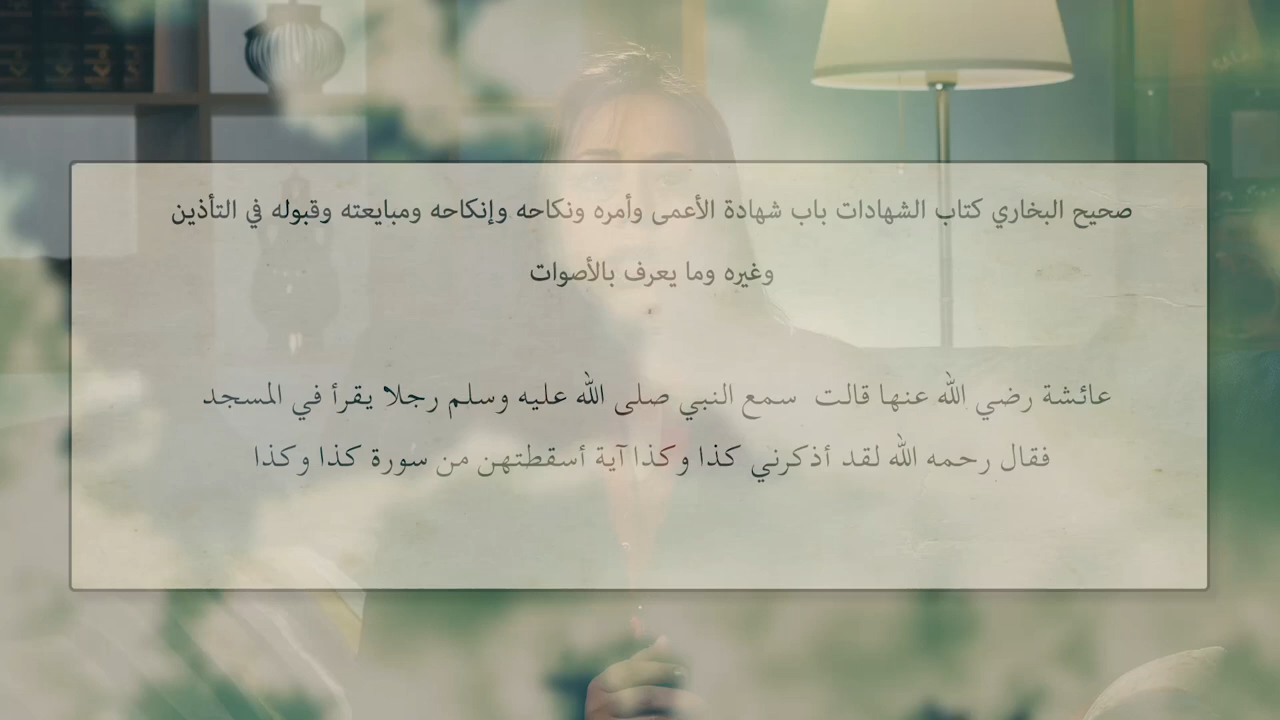 صحيح البخاري كتاب الشهادات باب شهادة الأعمى وأمره ونكاحه وإنكاحه ومبايعته وقبوله في التأذين
وغيره وما يعرف بالأصوات
عائشة رضي الله عنها قالت سمع النبي صلى الله عليه وسلم رجلا يقرأ في المسجد
فقال رحمه الله لقد أذكرني كذا وكذا آية أسقطتهن من سورة كذا وكذا